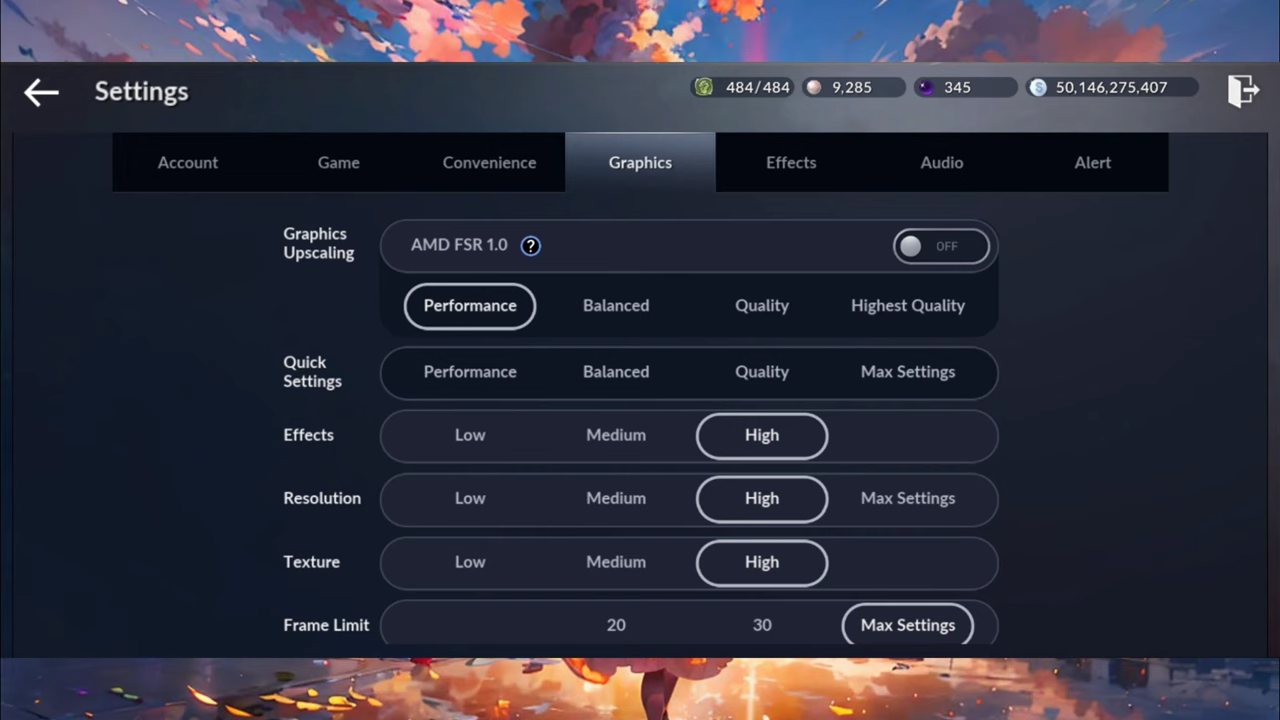 Settings
484/484 9,285 345 50,146,275,407
Account Game Convenience Graphics Effects Audio Alert
Graphics
Upscaling
AMD FSR 1.0 ? OFF
Performance Balanced Quality Highest Quality
Quick
Settings
Performance Balanced Quality Max Settings
Effects Low Medium High
Resolution Low Medium High Max Settings
Texture Low Medium High
Frame Limit 20 30 Max Settings